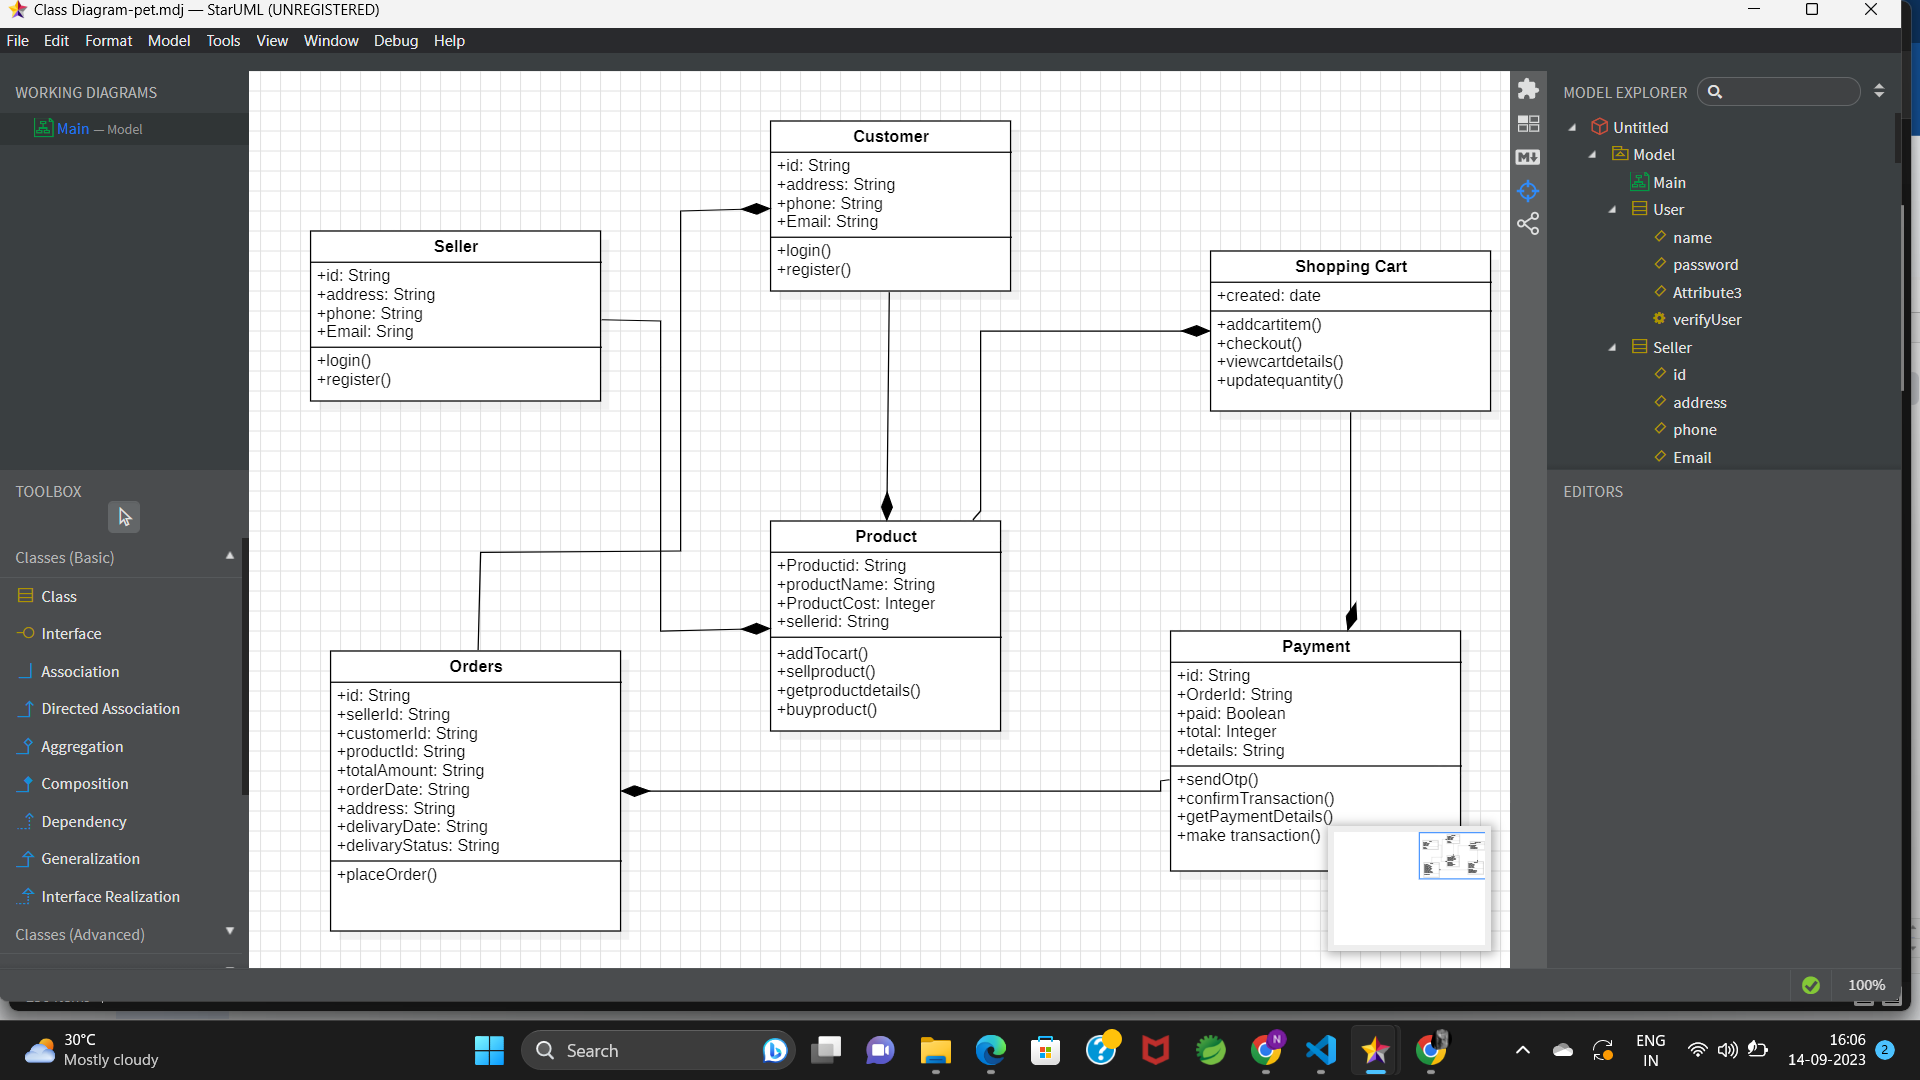 Class Diagram-pet.mdj — StarUML (UNREGISTERED)
File Edit Format Model Tools View Window Debug Help
WORKING DIAGRAMS
Main — Model
TOOLBOX
Classes (Basic)
Class
Interface
Association
Directed Association
Aggregation
Composition
Dependency
Generalization
Interface Realization
Classes (Advanced)
Customer
+id: String
+address: String
+phone: String
+Email: String
+login()
+register()
Seller
+id: String
+address: String
+phone: String
+Email: Sring
+login()
+register()
Shopping Cart
+created: date
+addcartitem()
+checkout()
+viewcartdetails()
+updatequantity()
Product
+Productid: String
+productName: String
+ProductCost: Integer
+sellerid: String
+addTocart()
+sellproduct()
+getproductdetails()
+buyproduct()
Orders
+id: String
+sellerId: String
+customerId: String
+productId: String
+totalAmount: String
+orderDate: String
+address: String
+delivaryDate: String
+delivaryStatus: String
+placeOrder()
Payment
+id: String
+OrderId: String
+paid: Boolean
+total: Integer
+details: String
+sendOtp()
+confirmTransaction()
+getPaymentDetails()
+make transaction()
MODEL EXPLORER
Untitled
Model
Main
User
name
password
Attribute3
verifyUser
Seller
id
address
phone
Email
EDITORS
100%
30°C
Mostly cloudy
Search
N
ENG
IN
16:06
14-09-2023
2